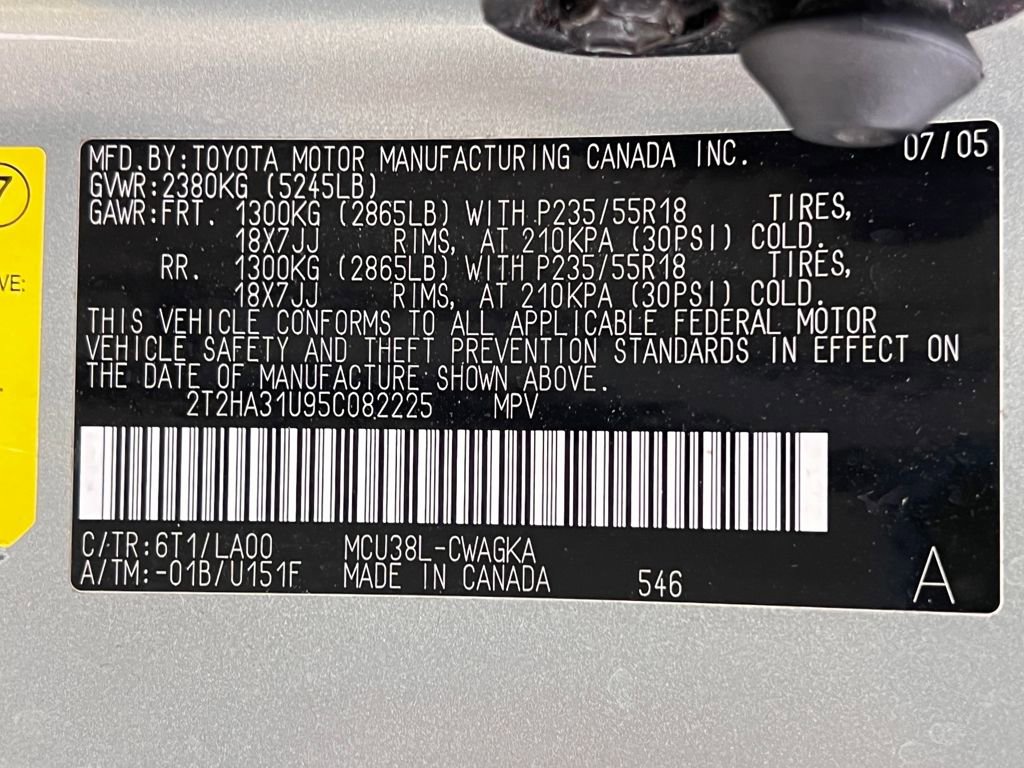 MFD.BY:TOYOTA MOTOR MANUFACTURING CANADA INC. 07/05
GVWR:2380KG (5245LB)
GAWR:FRT. 1300KG (2865LB) WITH P235/55R18 TIRES,
18X7JJ RIMS, AT 210KPA (30PSI) COLD.
RR. 1300KG (2865LB) WITH P235/55R18 TIRES,
18X7JJ RIMS, AT 210KPA (30PSI) COLD.
THIS VEHICLE CONFORMS TO ALL APPLICABLE FEDERAL MOTOR
VEHICLE SAFETY AND THEFT PREVENTION STANDARDS IN EFFECT ON
THE DATE OF MANUFACTURE SHOWN ABOVE.
2T2HA31U95C082225 MPV
C/TR:6T1/LA00 MCU38L-CWAGKA
A/TM:-01B/U151F MADE IN CANADA 546 A
7
VE: